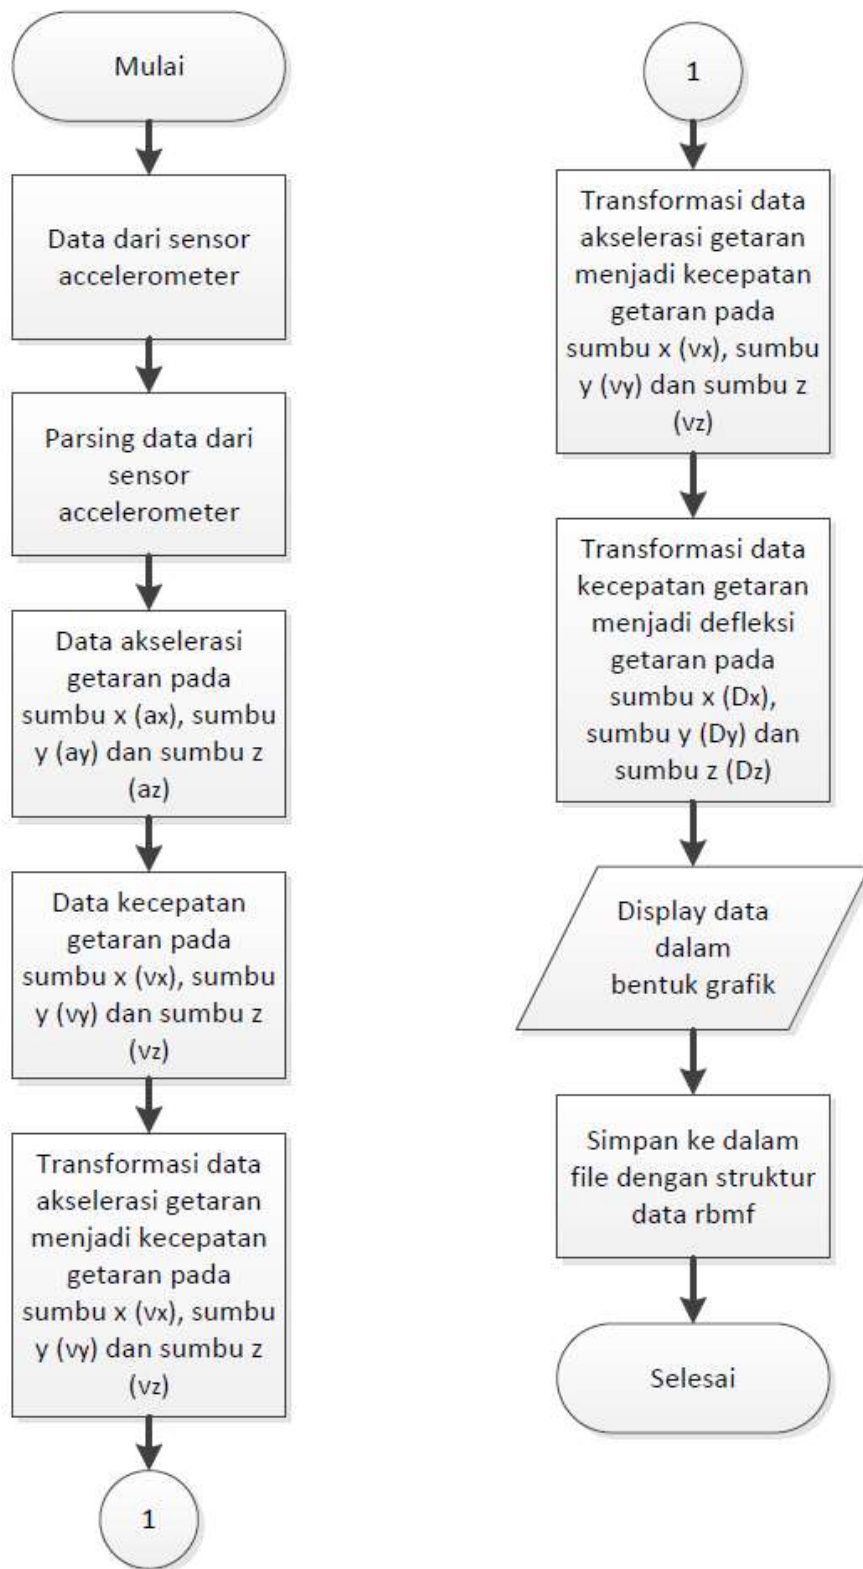 Mulai
Data dari sensor
accelerometer
Parsing data dari
sensor
accelerometer
Data akselerasi
getaran pada
sumbu x (ax), sumbu
y (ay) dan sumbu z
(az)
Data kecepatan
getaran pada
sumbu x (vx), sumbu
y (vy) dan sumbu z
(vz)
Transformasi data
akselerasi getaran
menjadi kecepatan
getaran pada
sumbu x (vx), sumbu
y (vy) dan sumbu z
(vz)
1
1
Transformasi data
akselerasi getaran
menjadi kecepatan
getaran pada
sumbu x (vx), sumbu
y (vy) dan sumbu z
(vz)
Transformasi data
kecepatan getaran
menjadi defleksi
getaran pada
sumbu x (Dx),
sumbu y (Dy) dan
sumbu z (Dz)
Display data
dalam
bentuk grafik
Simpan ke dalam
file dengan struktur
data rbmf
Selesai